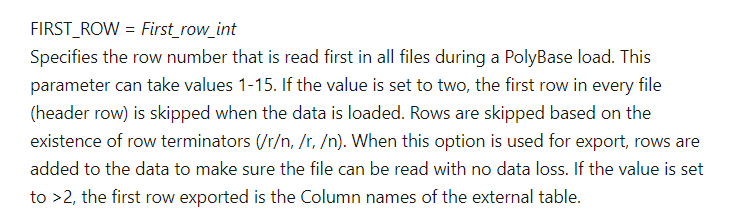 FIRST_ROW = First_row_int
Specifies the row number that is read first in all files during a PolyBase load. This
parameter can take values 1-15. If the value is set to two, the first row in every file
(header row) is skipped when the data is loaded. Rows are skipped based on the
existence of row terminators (/r/n, /r, /n). When this option is used for export, rows are
added to the data to make sure the file can be read with no data loss. If the value is set
to >2, the first row exported is the Column names of the external table.